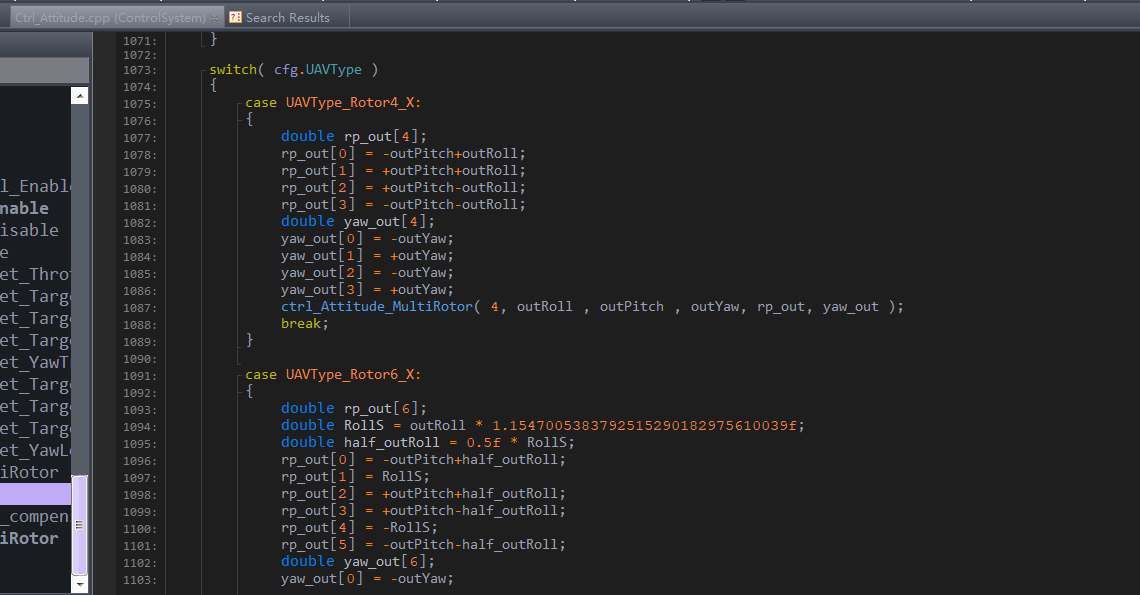 Ctrl_Attitude.cpp (ControlSystem)
Search Results
1071: }
1072:
1073: switch( cfg.UAVType )
1074: {
1075: case UAVType_Rotor4_X:
1076: {
1077: double rp_out[4];
1078: rp_out[0] = -outPitch+outRoll;
1079: rp_out[1] = +outPitch+outRoll;
1080: rp_out[2] = +outPitch-outRoll;
1081: rp_out[3] = -outPitch-outRoll;
1082: double yaw_out[4];
1083: yaw_out[0] = -outYaw;
1084: yaw_out[1] = +outYaw;
1085: yaw_out[2] = -outYaw;
1086: yaw_out[3] = +outYaw;
1087: ctrl_Attitude_MultiRotor( 4, outRoll , outPitch , outYaw, rp_out, yaw_out );
1088: break;
1089: }
1090:
1091: case UAVType_Rotor6_X:
1092: {
1093: double rp_out[6];
1094: double RollS = outRoll * 1.1547005383792515290182975610039f;
1095: double half_outRoll = 0.5f * RollS;
1096: rp_out[0] = -outPitch+half_outRoll;
1097: rp_out[1] = RollS;
1098: rp_out[2] = +outPitch+half_outRoll;
1099: rp_out[3] = +outPitch-half_outRoll;
1100: rp_out[4] = -RollS;
1101: rp_out[5] = -outPitch-half_outRoll;
1102: double yaw_out[6];
1103: yaw_out[0] = -outYaw;
l_Enable
nable
isable
e
et_Thro
et_Targe
et_Targe
et_Targe
et_YawT
et_Targe
et_Targe
et_Targe
et_YawL
iRotor
_compen
iRotor